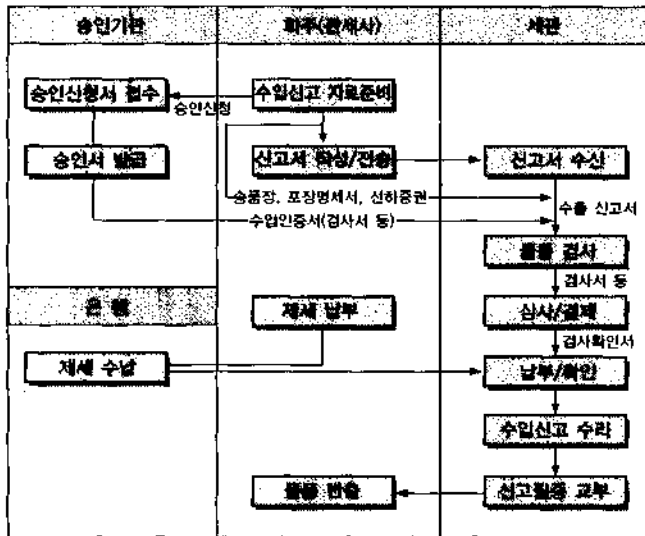 승인기관
화주(관세사)
세관
승인신청서 접수
승인신청
수입신고 자료준비
승인서 발급
신고서 작성/전송
신고서 수신
송품장, 포장명세서, 선하증권
수출 신고서
수입인증서(검사서 등)
물품 검사
검사서 등
은행
제세 납부
심사/결재
검사확인서
제세 수납
납부/확인
수입신고 수리
물품 반출
신고필증 교부